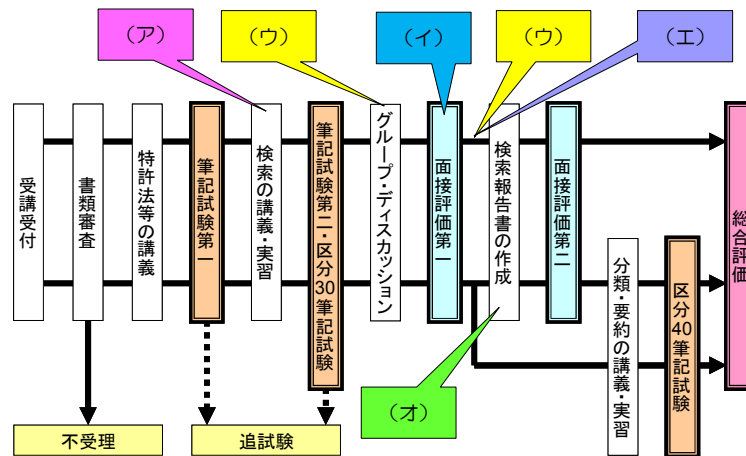 (ア)
(ウ)
(イ)
(ウ)
(エ)
受講受付
書類審査
特許法等の講義
筆記試験第一
検索の講義・実習
筆記試験第二・区分30筆記試験
グループ・ディスカッション
面接評価第一
検索報告書の作成
面接評価第二
分類・要約の講義・実習
区分40筆記試験
総合評価
(オ)
不受理
追試験